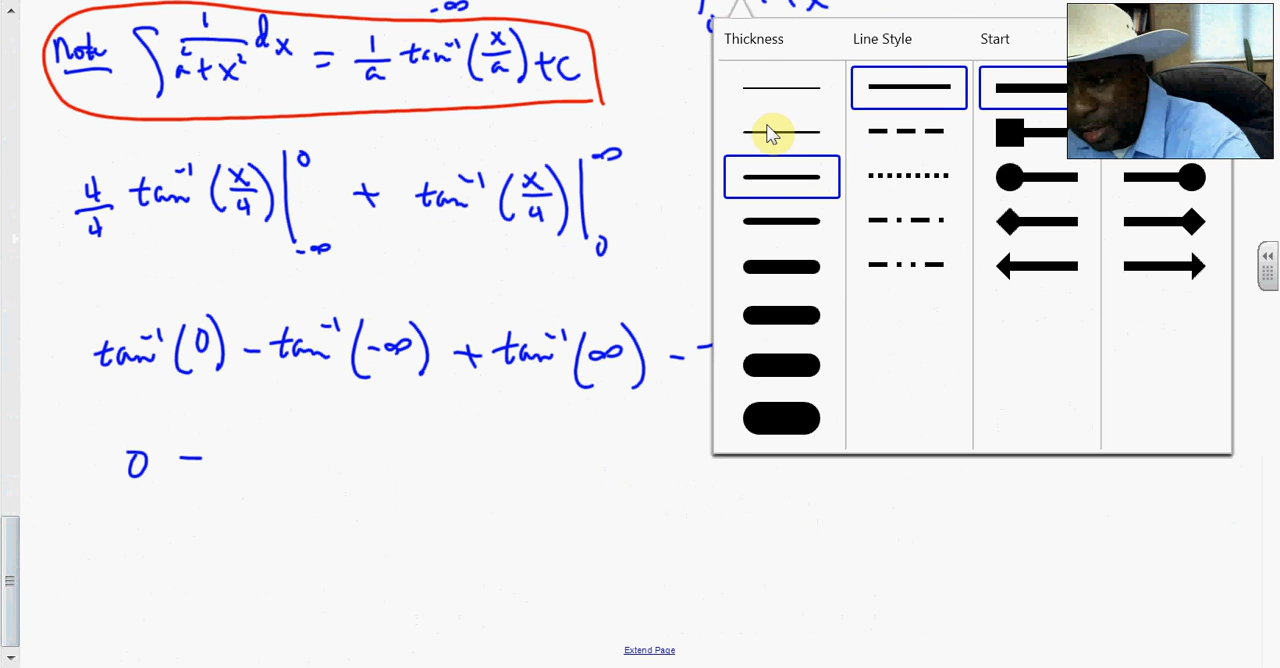 -∞
Note ∫ 1/(a² + x²) dx = 1/a tan⁻¹(x/a) + C
4/4 tan⁻¹(x/4) |₋∞⁰ + tan⁻¹(x/4) |₀∞
tan⁻¹(0) - tan⁻¹(-∞) + tan⁻¹(∞) -
0 -
Thickness
Line Style
Start
Extend Page